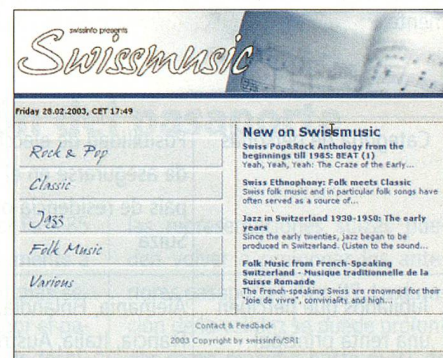 swissinfo presents
Swissmusic
Friday 28.02.2003, CET 17:49
Rock & Pop
Classic
Jazz
Folk Music
Various
New on Swissmusic
Swiss Pop&Rock Anthology from the
beginnings till 1985: BEAT (1)
Yeah, Yeah, Yeah: The Craze of the Early...
Swiss Ethnophony: Folk meets Classic
Swiss folk music and in particular folk songs have
often served as a source of...
Jazz in Switzerland 1930-1950: The early
years
Since the early twenties, jazz began to be
produced in Switzerland. (Listen to the sound...
Folk Music from French-Speaking
Switzerland - Musique traditionnelle de la
Suisse Romande
The French-speaking Swiss are renowned for their
"joie de vivre", conviviality and high...
Contact & Feedback
2003 Copyright by swissinfo/SRI